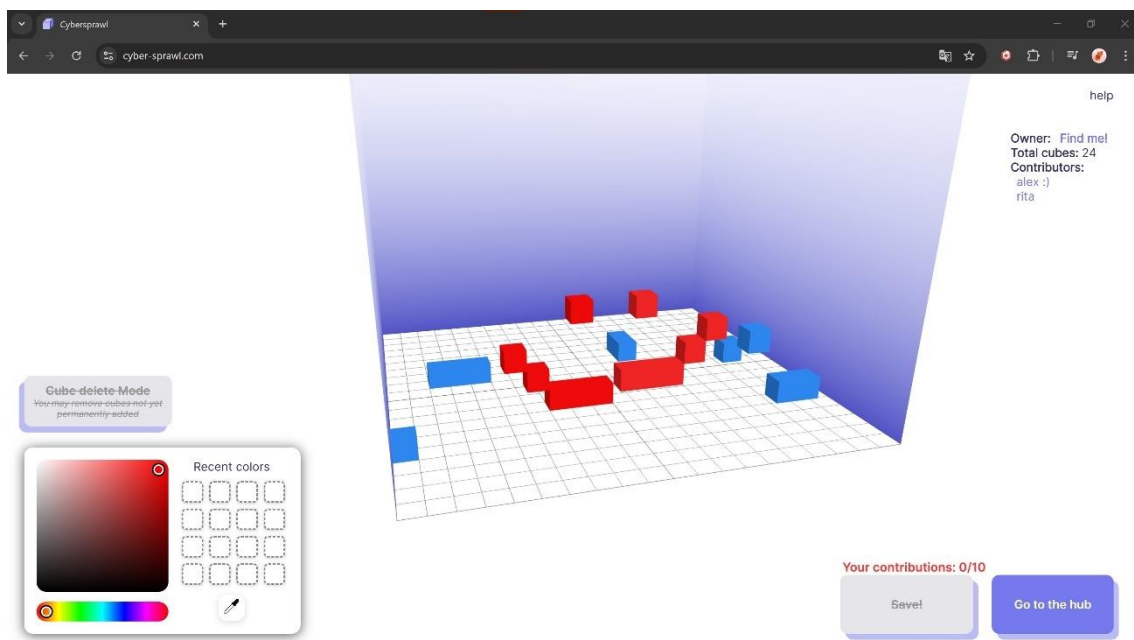 Cybersprawl
cyber-sprawl.com
help
Owner: Find me!
Total cubes: 24
Contributors:
alex :)
rita
Cube delete Mode
You may remove cubes not yet
permanently added
Recent colors
Your contributions: 0/10
Save!
Go to the hub